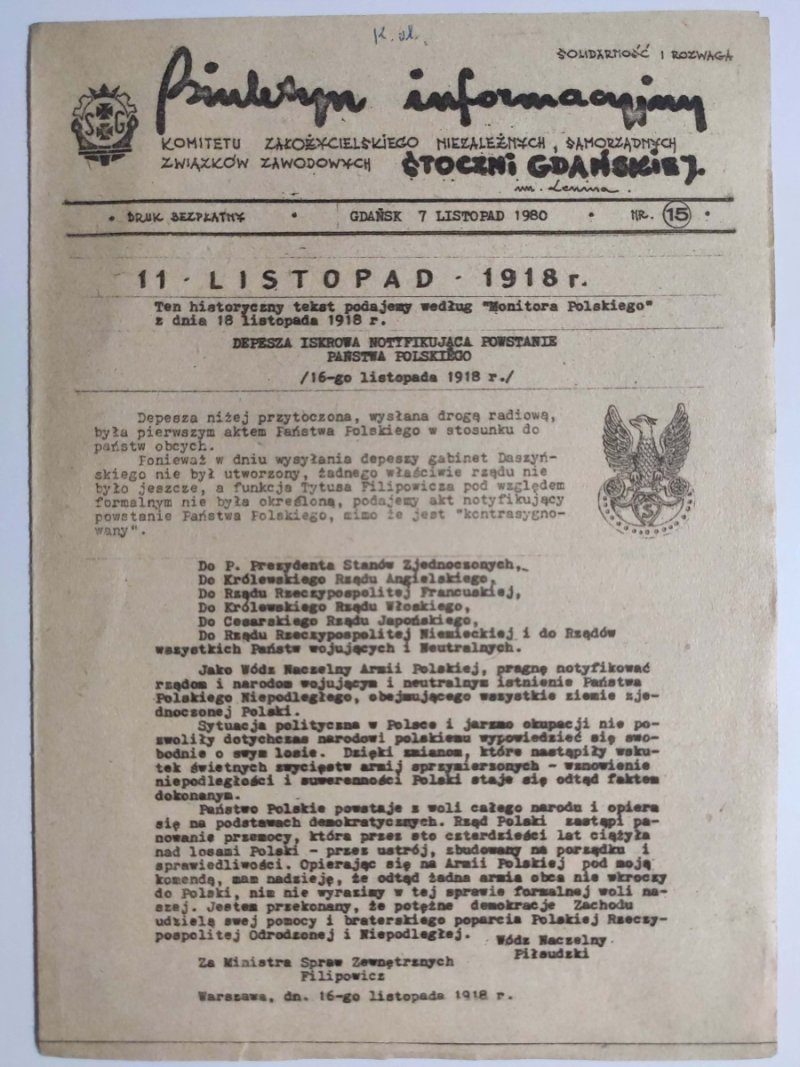 K. 
SOLIDARNOŚĆ I ROZWAGA
Biuletyn informacyjny
S G
KOMITETU ZAŁOŻYCIELSKIEGO NIEZALEŻNYCH, SAMORZĄDNYCH
ZWIĄZKÓW ZAWODOWYCH STOCZNI GDAŃSKIEJ.
im. Lenina.
• DRUK BEZPŁATNY • GDAŃSK 7 LISTOPAD 1980 • NR. 15 •
11 - LISTOPAD - 1918 r.
Ten historyczny tekst podajemy według "Monitora Polskiego"
z dnia 18 listopada 1918 r.
DEPESZA ISKROWA NOTYFIKUJĄCA POWSTANIE
PAŃSTWA POLSKIEGO
/16-go listopada 1918 r./
Depesza niżej przytoczona, wysłana drogą radiową,
była pierwszym aktem Państwa Polskiego w stosunku do
państw obcych.
Ponieważ w dniu wysyłania depeszy gabinet Daszyń-
skiego nie był utworzony, żadnego właściwie rządu nie
było jeszcze, a funkcja Tytusa Filipowicza pod względem
formalnym nie była określona, podajemy akt notyfikujący
powstanie Państwa Polskiego, mimo że jest "kontrasygno-
wany".
Do P. Prezydenta Stanów Zjednoczonych,
Do Królewskiego Rządu Angielskiego,
Do Rządu Rzeczypospolitej Francuskiej,
Do Królewskiego Rządu Włoskiego,
Do Cesarskiego Rządu Japońskiego,
Do Rządu Rzeczypospolitej Niemieckiej i do Rządów
wszystkich Państw wojujących i Neutralnych.
Jako Wódz Naczelny Armii Polskiej, pragnę notyfikować
rządom i narodom wojującym i neutralnym istnienie Państwa
Polskiego Niepodległego, obejmującego wszystkie ziemie zje-
dnoczonej Polski.
Sytuacja polityczna w Polsce i jarzmo okupacji nie po-
zwoliły dotychczas narodowi polskiemu wypowiedzieć się swo-
bodnie o swym losie. Dzięki zmianom, które nastąpiły wsku-
tek świetnych zwycięstw armij sprzymierzonych - wznowienie
niepodległości i suwerenności Polski staje się odtąd faktem
dokonanym.
Państwo Polskie powstaje z woli całego narodu i opiera
się na podstawach demokratycznych. Rząd Polski zastąpi pa-
nowanie przemocy, która przez sto czterdzieści lat ciążyła
nad losami Polski - przez ustrój, zbudowany na porządku i
sprawiedliwości. Opierając się na Armii Polskiej pod moją
komendą, mam nadzieję, że odtąd żadna armia obca nie wkroczy
do Polski, nim nie wyrazimy w tej sprawie formalnej woli na-
szej. Jestem przekonany, że potężne demokracje Zachodu
udzielą swej pomocy i braterskiego poparcia Polskiej Rzeczy-
pospolitej Odrodzonej i Niepodległej.
Wódz Naczelny
Piłsudzki
Za Ministra Spraw Zewnętrznych
Filipowicz
Warszawa, dn. 16-go listopada 1918 r.